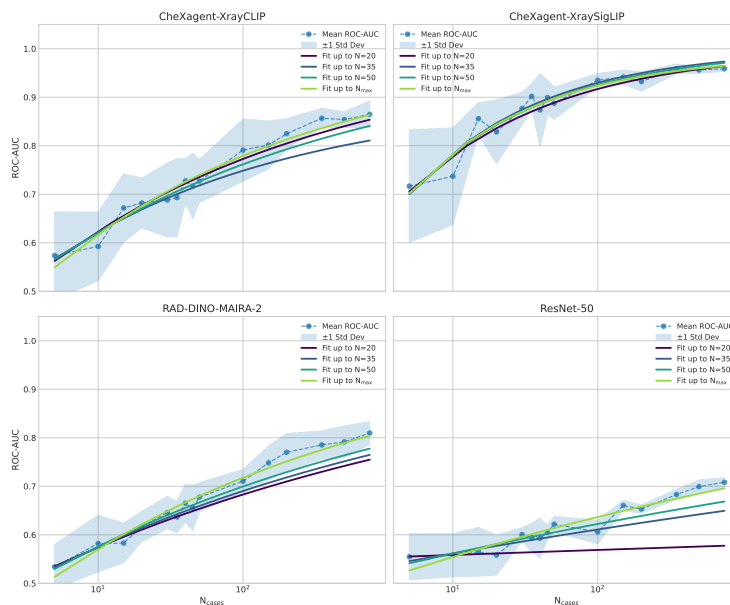 CheXagent-XrayCLIP
ROC-AUC
1.0
0.9
0.8
0.7
0.6
0.5
Mean ROC-AUC
±1 Std Dev
Fit up to N=20
Fit up to N=35
Fit up to N=50
Fit up to Nmax
CheXagent-XraySigLIP
Mean ROC-AUC
±1 Std Dev
Fit up to N=20
Fit up to N=35
Fit up to N=50
Fit up to Nmax
RAD-DINO-MAIRA-2
ROC-AUC
1.0
0.9
0.8
0.7
0.6
0.5
Mean ROC-AUC
±1 Std Dev
Fit up to N=20
Fit up to N=35
Fit up to N=50
Fit up to Nmax
10¹
10²
Ncases
ResNet-50
Mean ROC-AUC
±1 Std Dev
Fit up to N=20
Fit up to N=35
Fit up to N=50
Fit up to Nmax
10¹
10²
Ncases